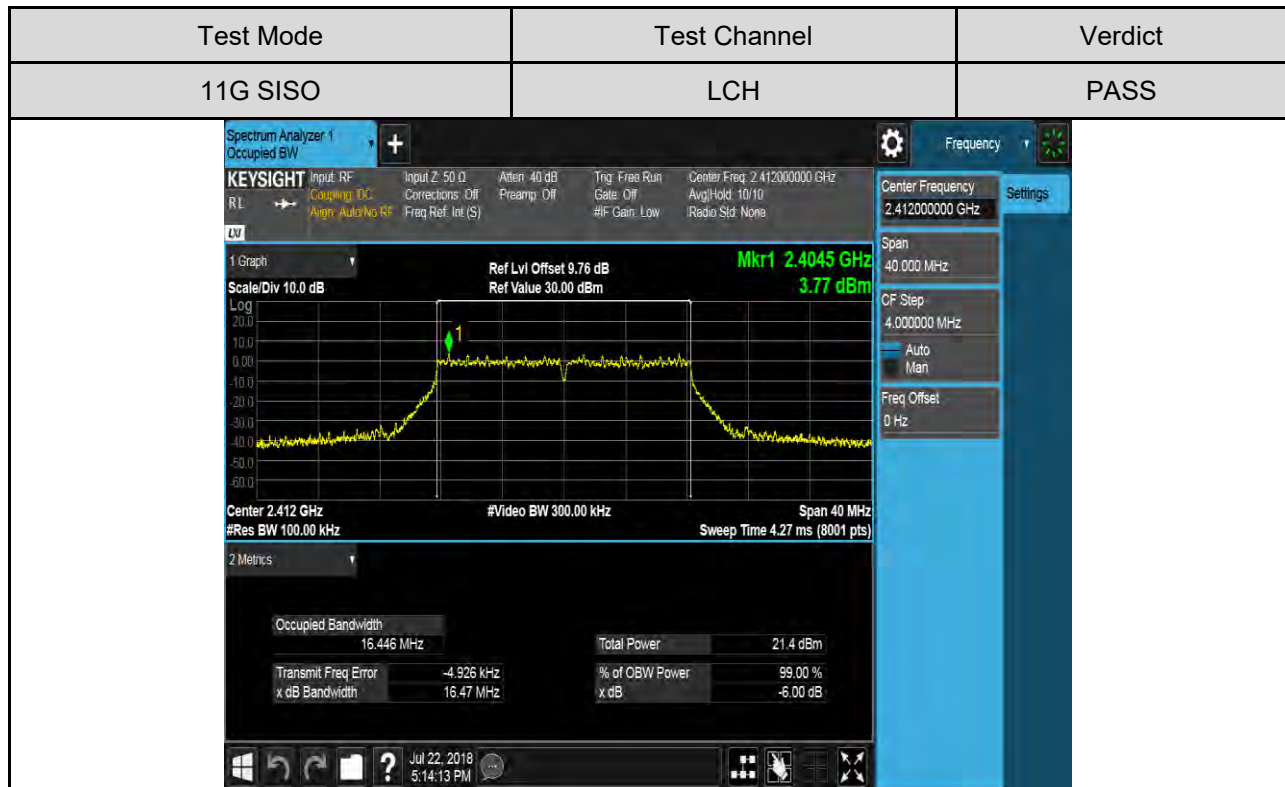 Test Mode Test Channel Verdict
11G SISO LCH PASS
Spectrum Analyzer 1
Occupied BW
+
Frequency
KEYSIGHT Input: RF Input Z: 50 Ω Atten: 40 dB Trig: Free Run Center Freq: 2.412000000 GHz
RL Coupling: DC Corrections: Off Preamp: Off Gate: Off Avg|Hold: 10/10
Align: Auto/No RF Freq Ref: Int (S) #IF Gain: Low Radio Std: None
LXI
Center Frequency
2.412000000 GHz
Settings
Span
40.000 MHz
CF Step
4.000000 MHz
Auto
Man
Freq Offset
0 Hz
1 Graph
Scale/Div 10.0 dB
Ref Lvl Offset 9.76 dB
Ref Value 30.00 dBm
Mkr1 2.4045 GHz
3.77 dBm
Log
20.0
10.0
0.00
-10.0
-20.0
-30.0
-40.0
-50.0
-60.0
1
Center 2.412 GHz #Video BW 300.00 kHz Span 40 MHz
#Res BW 100.00 kHz Sweep Time 4.27 ms (8001 pts)
2 Metrics
Occupied Bandwidth
16.446 MHz Total Power 21.4 dBm
Transmit Freq Error -4.926 kHz % of OBW Power 99.00 %
x dB Bandwidth 16.47 MHz x dB -6.00 dB
? Jul 22, 2018
5:14:13 PM